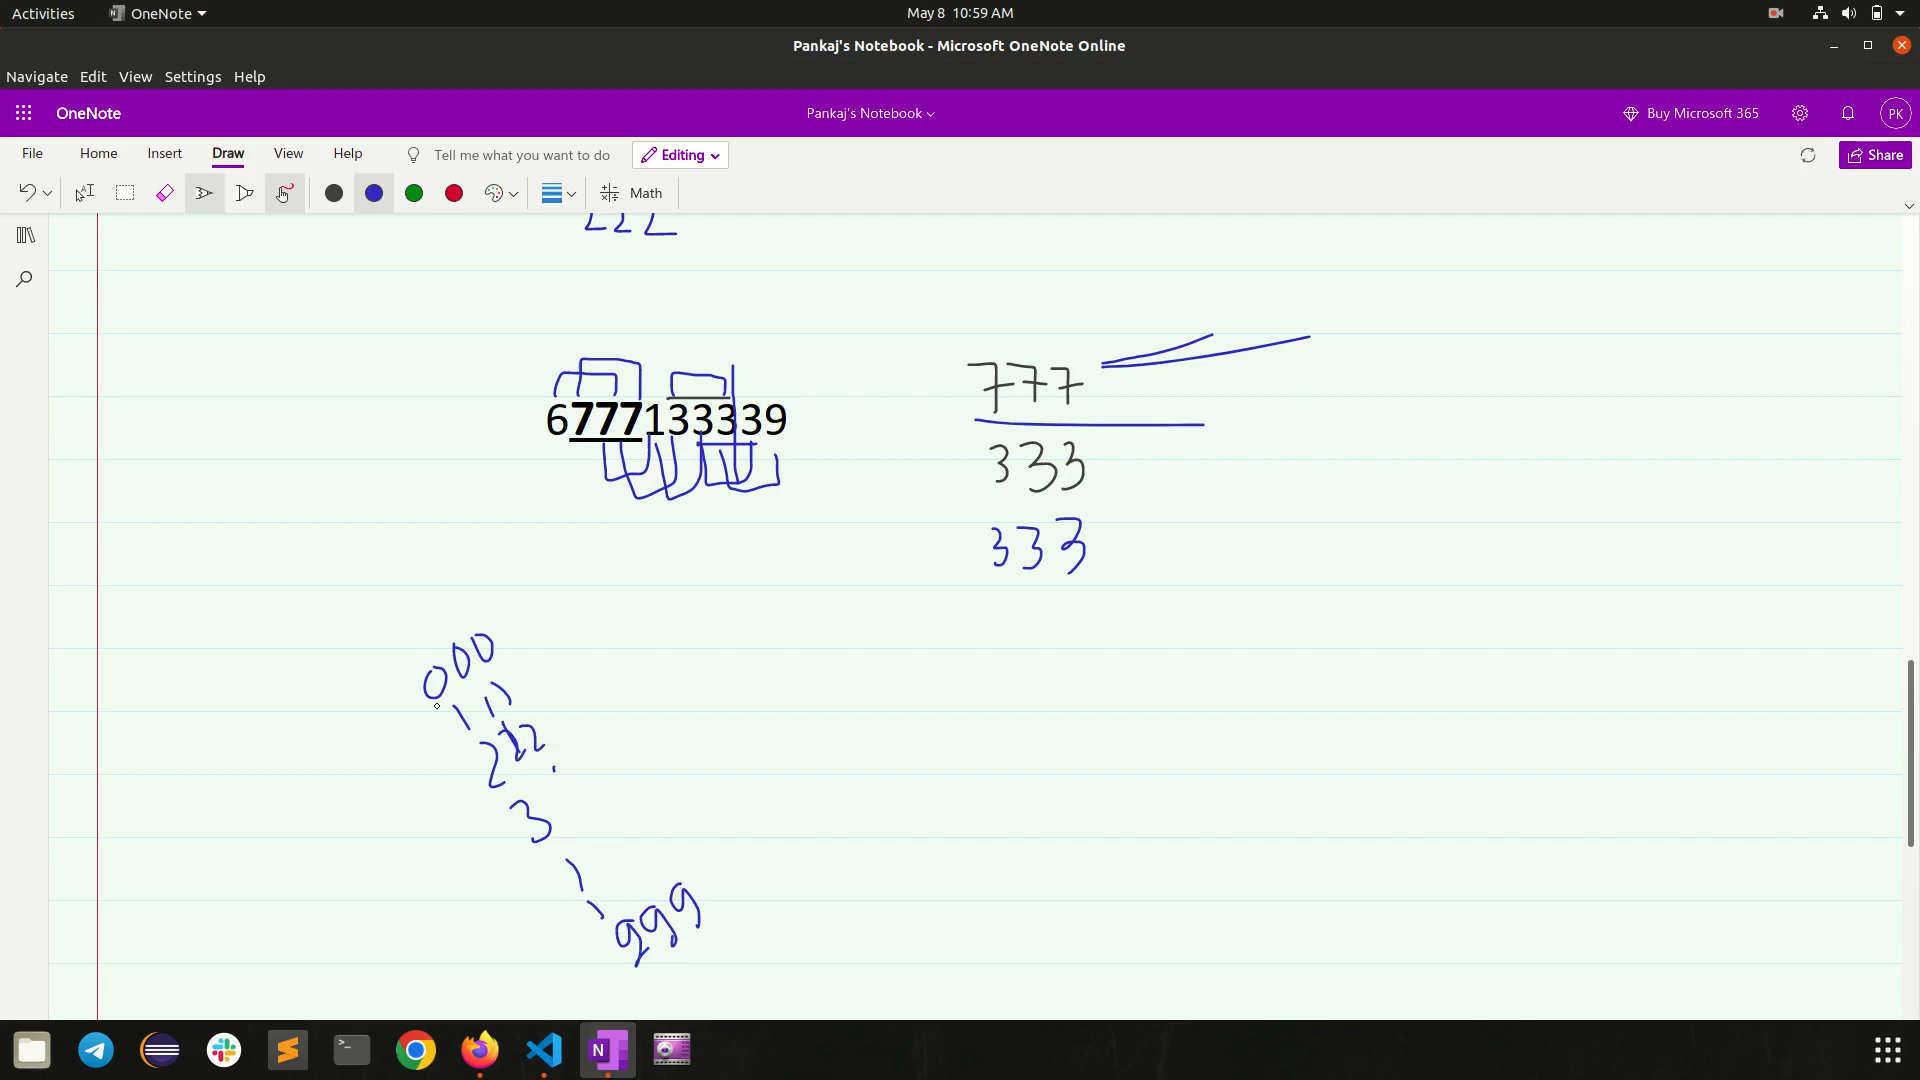 Activities OneNote May 8 10:59 AM
Pankaj's Notebook - Microsoft OneNote Online
Navigate Edit View Settings Help
OneNote Pankaj's Notebook Buy Microsoft 365 PK
File Home Insert Draw View Help Tell me what you want to do Editing Share
Math
222
6777133339
777
333
333
000
111
222
3
999